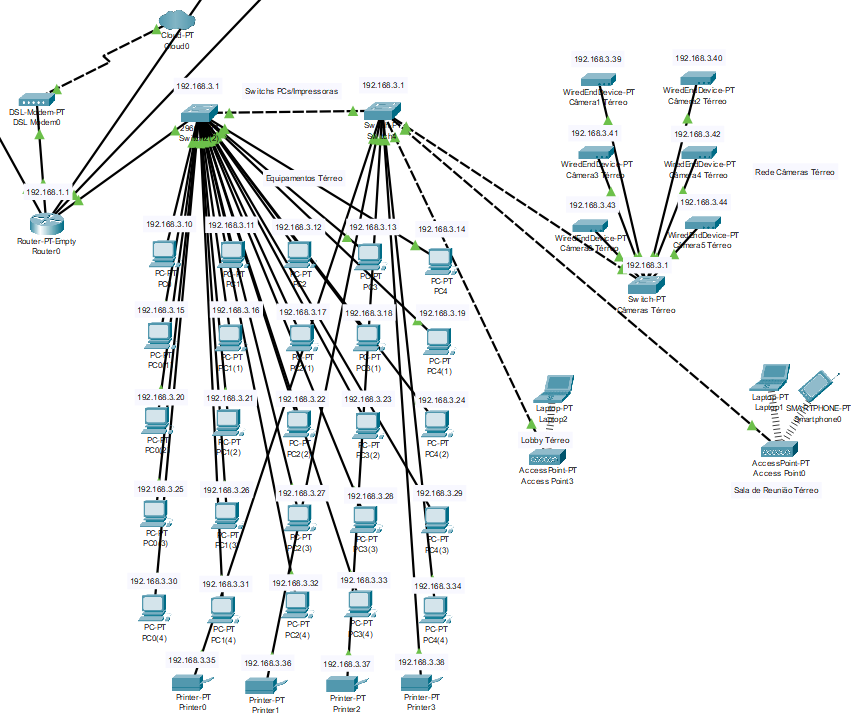 Cloud-PT
Cloud0
DSL-Modem-PT
DSL Modem0
192.168.1.1
Router-PT-Empty
Router0
192.168.3.1
Switchs PCs/Impressoras
192.168.3.1
Equipamentos Térreo
192.168.3.10
192.168.3.11
192.168.3.12
192.168.3.13
192.168.3.14
PC-PT
PC-PT
PC1
PC-PT
PC2
PC-PT
PC3
PC-PT
PC4
192.168.3.15
192.168.3.16
192.168.3.17
192.168.3.18
192.168.3.19
PC-PT
PC0(1)
PC-PT
PC1(1)
PC-PT
PC2(1)
PC-PT
PC3(1)
PC-PT
PC4(1)
192.168.3.20
192.168.3.21
192.168.3.22
192.168.3.23
192.168.3.24
PC-PT
PC0(2)
PC-PT
PC1(2)
PC-PT
PC2(2)
PC-PT
PC3(2)
PC-PT
PC4(2)
192.168.3.25
192.168.3.26
192.168.3.27
192.168.3.28
192.168.3.29
PC-PT
PC0(3)
PC-PT
PC1(3)
PC-PT
PC2(3)
PC-PT
PC3(3)
PC-PT
PC4(3)
192.168.3.30
192.168.3.31
192.168.3.32
192.168.3.33
192.168.3.34
PC-PT
PC0(4)
PC-PT
PC1(4)
PC-PT
PC2(4)
PC-PT
PC3(4)
PC-PT
PC4(4)
192.168.3.35
192.168.3.36
192.168.3.37
192.168.3.38
Printer-PT
Printer0
Printer-PT
Printer1
Printer-PT
Printer2
Printer-PT
Printer3
192.168.3.39
192.168.3.40
WiredEndDevice-PT
Câmera1 Térreo
WiredEndDevice-PT
Câmera2 Térreo
192.168.3.41
192.168.3.42
WiredEndDevice-PT
Câmera3 Térreo
WiredEndDevice-PT
Câmera4 Térreo
Rede Câmeras Térreo
192.168.3.43
192.168.3.44
WiredEndDevice-PT
Térreo
WiredEndDevice-PT
Câmera5 Térreo
192.168.3.1
Switch-PT
Câmeras Térreo
Laptop-PT
Laptop2
Lobby Térreo
AccessPoint-PT
Access Point3
Laptop-PT
Laptop1
SMARTPHONE-PT
Smartphone0
AccessPoint-PT
Access Point0
Sala de Reunião Térreo